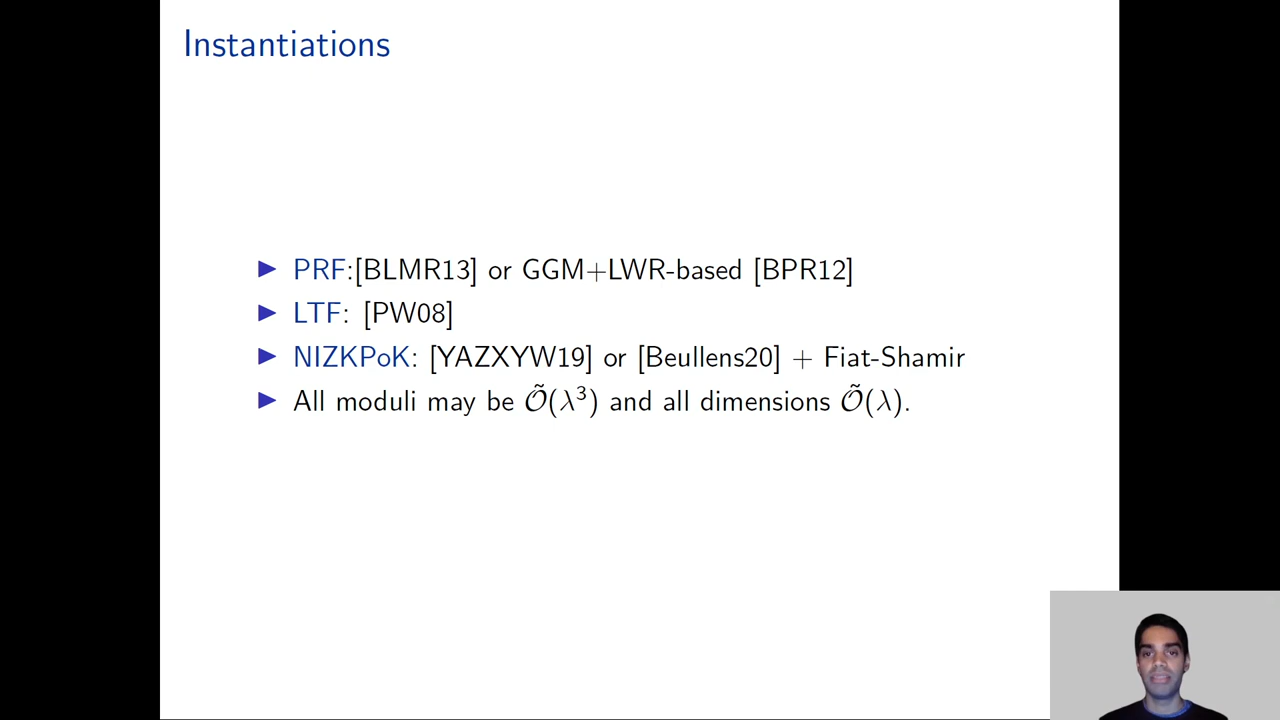 Instantiations
▶ PRF:[BLMR13] or GGM+LWR-based [BPR12]
▶ LTF: [PW08]
▶ NIZKPoK: [YAZXYW19] or [Beullens20] + Fiat-Shamir
▶ All moduli may be Õ(λ³) and all dimensions Õ(λ).